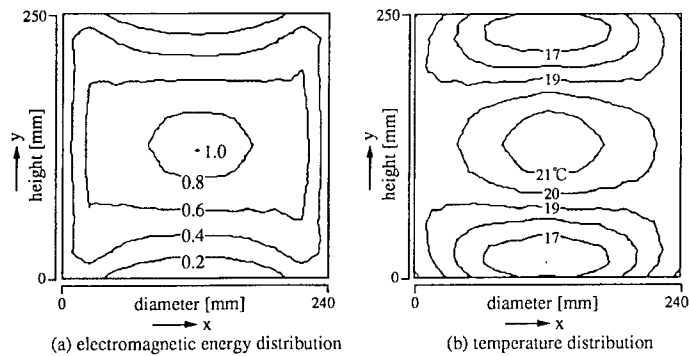 250
y
height [mm]
1.0
0.8
0.6
0.4
0.2
0
0
240
diameter [mm]
x
(a) electromagnetic energy distribution
250
y
height [mm]
17
19
21℃
20
19
17
0
0
240
diameter [mm]
x
(b) temperature distribution